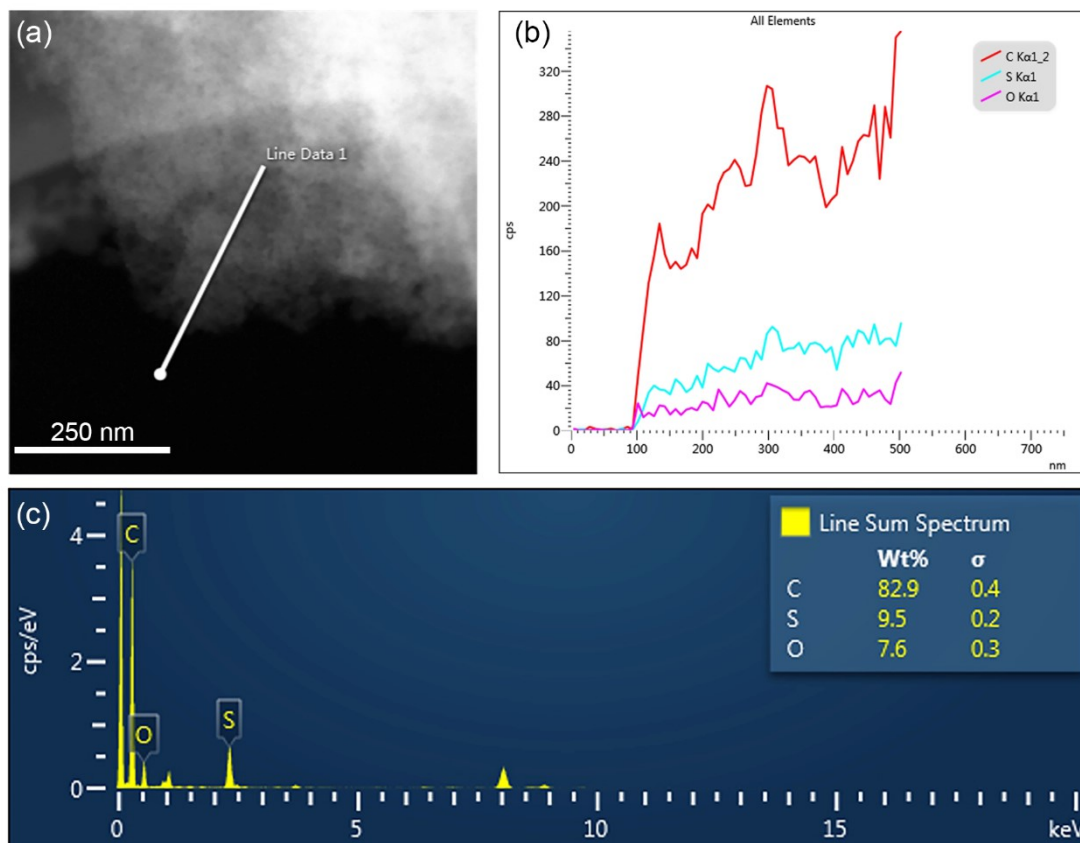 (a)
Line Data 1
250 nm
(b)
All Elements
C Kα1_2
S Kα1
O Kα1
cps
320
280
240
200
160
120
80
40
0
0 100 200 300 400 500 600 700
nm
(c)
Line Sum Spectrum
Wt% σ
C 82.9 0.4
S 9.5 0.2
O 7.6 0.3
cps/eV
4
2
0
C
O
S
0 5 10 15 keV